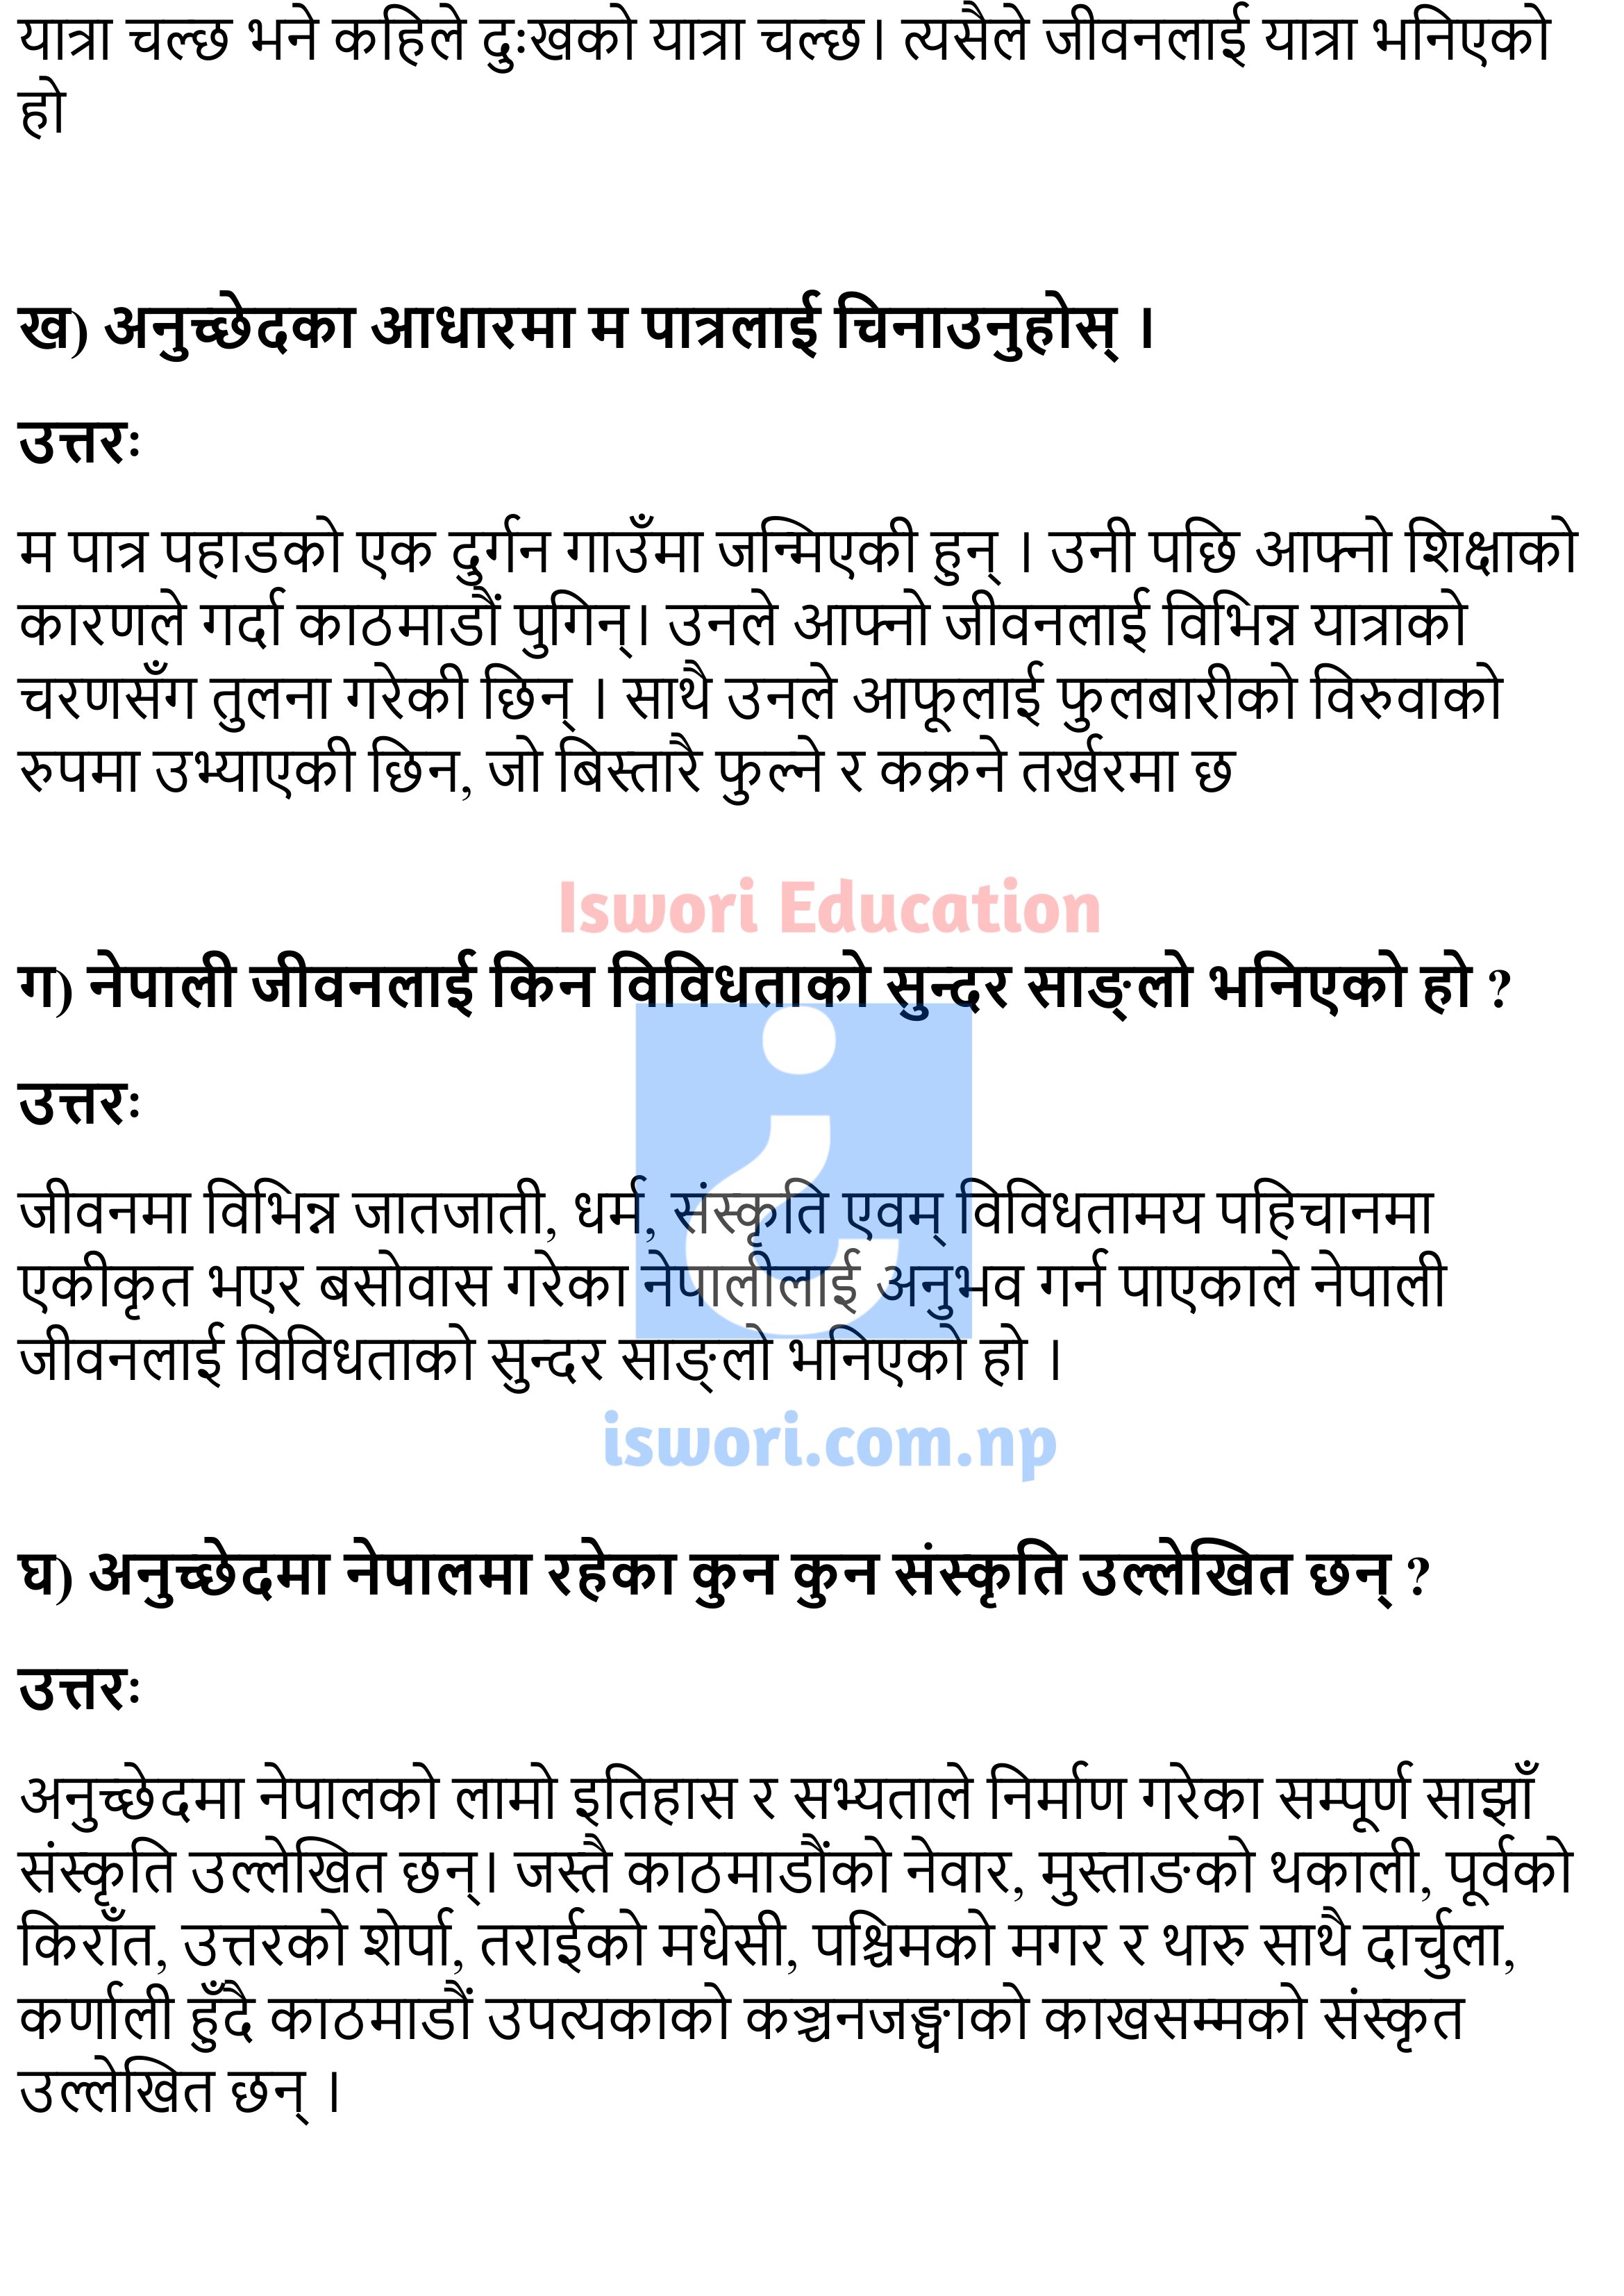 यात्रा चल्छ भने कहिले दुःखको यात्रा चल्छ। त्यसैले जीवनलाई यात्रा भनिएको
हो
ख) अनुच्छेदका आधारमा म पात्रलाई चिनाउनुहोस् ।
उत्तरः
म पात्र पहाडको एक दुर्गन गाउँमा जन्मिएकी हुन् । उनी पछि आफ्नो शिक्षाको
कारणले गर्दा काठमाडौं पुगिन्। उनले आफ्नो जीवनलाई विभिन्न यात्राको
चरणसँग तुलना गरेकी छिन् । साथै उनले आफूलाई फुलबारीको विरुवाको
रुपमा उभ्याएकी छिन, जो बिस्तारै फुल्ने र कक्रने तर्खरमा छ
Iswori Education
ग) नेपाली जीवनलाई किन विविधताको सुन्दर साङ्लो भनिएको हो ?
उत्तरः
जीवनमा विभिन्न जातजाती, धर्म, संस्कृति एवम् विविधतामय पहिचानमा
एकीकृत भएर बसोवास गरेका नेपालीलाई अनुभव गर्न पाएकाले नेपाली
जीवनलाई विविधताको सुन्दर साङ्लो भनिएको हो ।
iswori.com.np
घ) अनुच्छेदमा नेपालमा रहेका कुन कुन संस्कृति उल्लेखित छन् ?
उत्तरः
अनुच्छेदमा नेपालको लामो इतिहास र सभ्यताले निर्माण गरेका सम्पूर्ण साझाँ
संस्कृति उल्लेखित छन्। जस्तै काठमाडौंको नेवार, मुस्ताङको थकाली, पूर्वको
किराँत, उत्तरको शेर्पा, तराईको मधेसी, पश्चिमको मगर र थारु साथै दार्चुला,
कर्णाली हुँदै काठमाडौं उपत्यकाको कञ्चनजङ्घाको काखसम्मको संस्कृत
उल्लेखित छन् ।